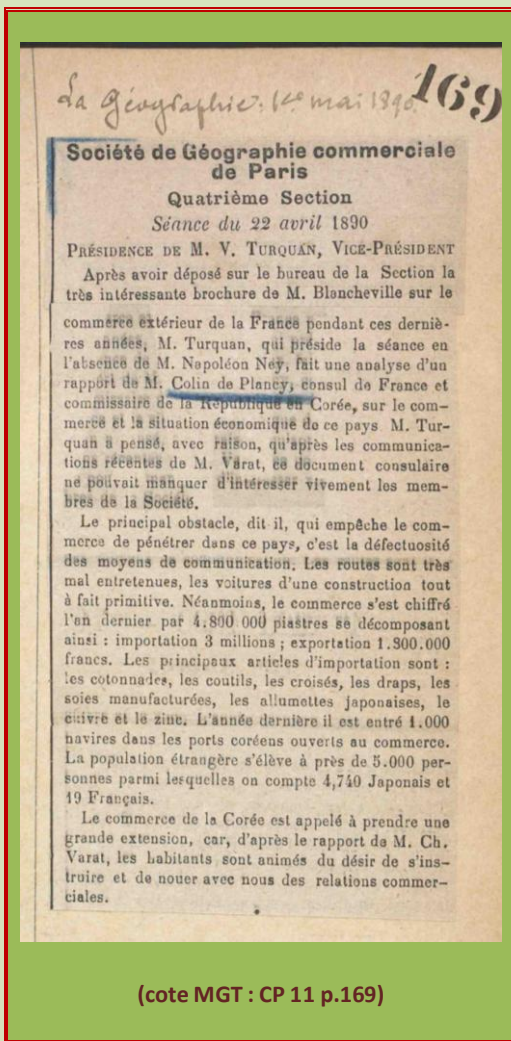 La Géographie, 1er mai 1890.
169
Société de Géographie commerciale
de Paris
Quatrième Section
Séance du 22 avril 1890
PRÉSIDENCE DE M. V. TURQUAN, VICE-PRÉSIDENT
Après avoir déposé sur le bureau de la Section la
très intéressante brochure de M. Blancheville sur le
commerce extérieur de la France pendant ces derniè-
res années, M. Turquan, qui préside la séance en
l'absence de M. Napoléon Ney, fait une analyse d'un
rapport de M. Colin de Plancy, consul de France et
commissaire de la République en Corée, sur le com-
merce et la situation économique de ce pays. M. Tur-
quan a pensé, avec raison, qu'après les communica-
tions récentes de M. Varat, ce document consulaire
ne pouvait manquer d'intéresser vivement les mem-
bres de la Société.
Le principal obstacle, dit il, qui empêche le com-
merce de pénétrer dans ce pays, c'est la défectuosité
des moyens de communication. Les routes sont très
mal entretenues, les voitures d'une construction tout
à fait primitive. Néanmoins, le commerce s'est chiffré
l'an dernier par 4.800 000 piastres se décomposant
ainsi : importation 3 millions ; exportation 1.800.000
francs. Les principaux articles d'importation sont :
les cotonnades, les coutils, les croisés, les draps, les
soies manufacturées, les allumettes japonaises, le
cuivre et le zinc. L'année dernière il est entré 1.000
navires dans les ports coréens ouverts au commerce.
La population étrangère s'élève à près de 5.000 per-
sonnes parmi lesquelles on compte 4,740 Japonais et
19 Français.
Le commerce de la Corée est appelé à prendre une
grande extension, car, d'après le rapport de M. Ch.
Varat, les habitants sont animés du désir de s'ins-
truire et de nouer avec nous des relations commer-
ciales.
(cote MGT : CP 11 p.169)